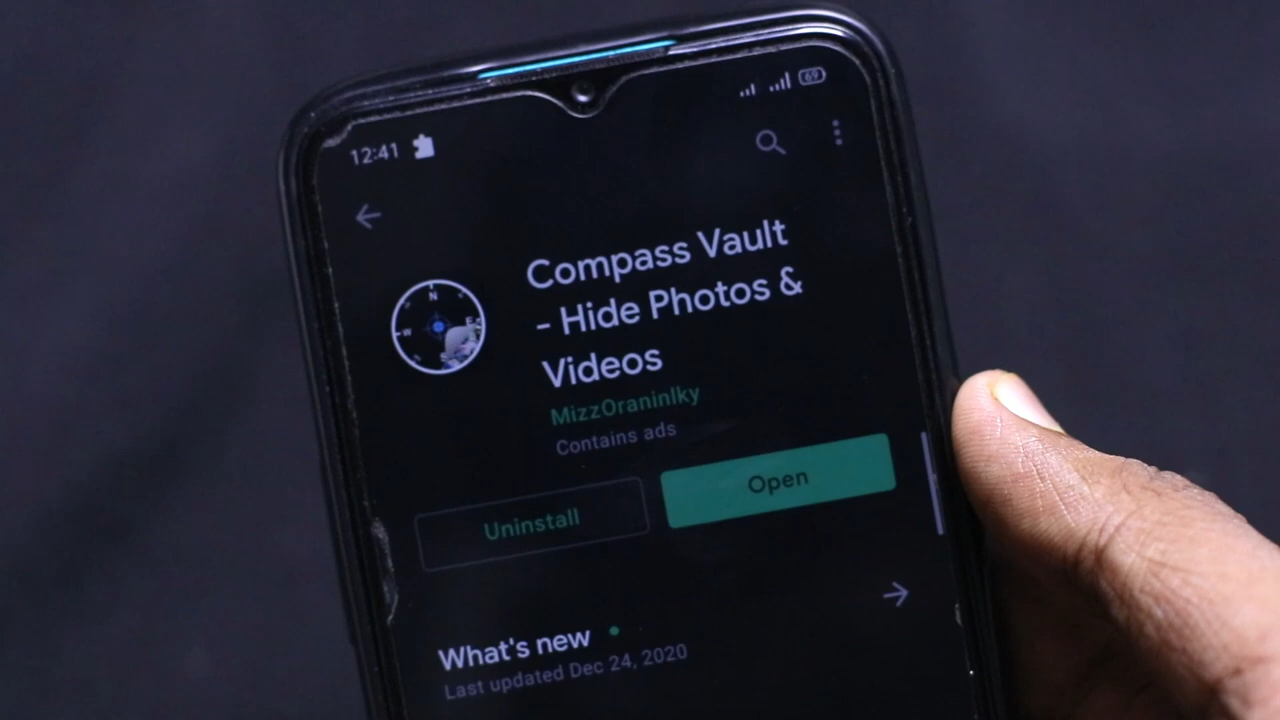 12:41
69
N
W
Compass Vault
- Hide Photos &
Videos
MizzOraninlky
Contains ads
Uninstall
Open
What's new
Last updated Dec 24, 2020